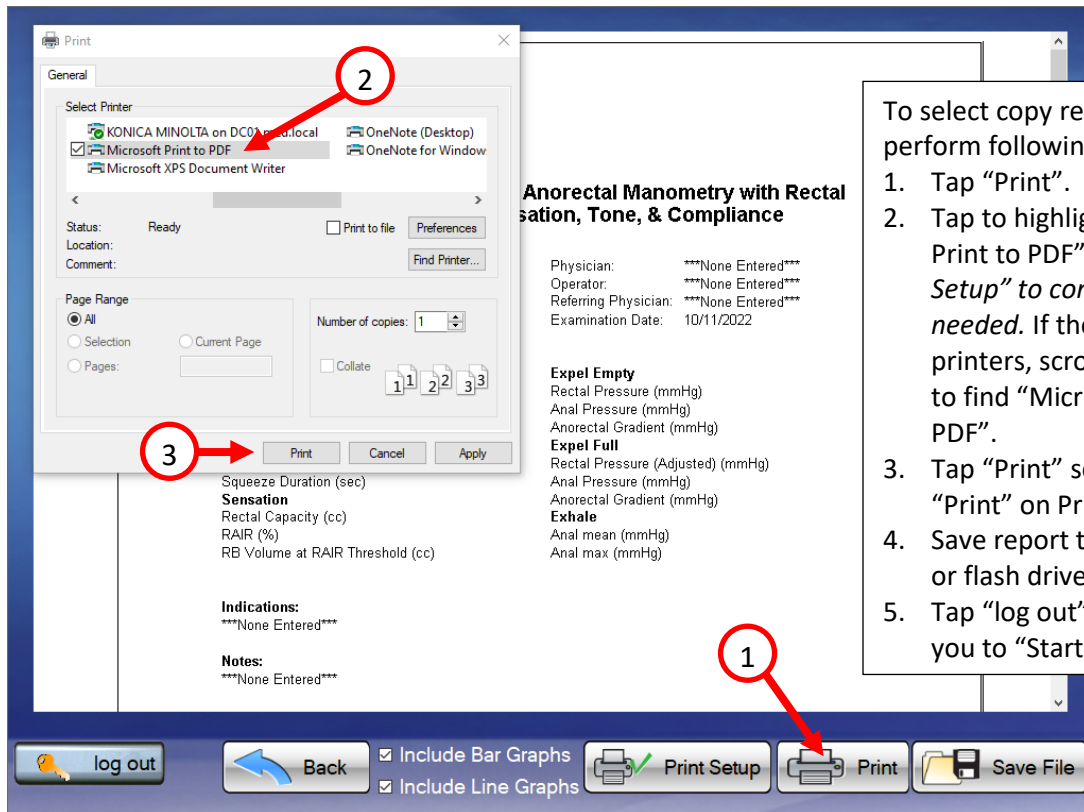 Print
General
2
Select Printer
KONICA MINOLTA on DC01.med.local
OneNote (Desktop)
Microsoft Print to PDF
OneNote for Window
Microsoft XPS Document Writer
Status: Ready
Print to file
Preferences
Location:
Comment:
Find Printer...
Page Range
All
Selection
Current Page
Pages:
Number of copies: 1
Collate
11 22 33
3
Print
Cancel
Apply
Anorectal Manometry with Rectal
sation, Tone, & Compliance
Physician: ***None Entered***
Operator: ***None Entered***
Referring Physician: ***None Entered***
Examination Date: 10/11/2022
Squeeze Duration (sec)
Sensation
Rectal Capacity (cc)
RAIR (%)
RB Volume at RAIR Threshold (cc)
Expel Empty
Rectal Pressure (mmHg)
Anal Pressure (mmHg)
Anorectal Gradient (mmHg)
Expel Full
Rectal Pressure (Adjusted) (mmHg)
Anal Pressure (mmHg)
Anorectal Gradient (mmHg)
Exhale
Anal mean (mmHg)
Anal max (mmHg)
Indications:
***None Entered***
Notes:
***None Entered***
To select copy re
perform followin
1. Tap “Print”.
2. Tap to highlig
Print to PDF”
Setup” to cor
needed. If the
printers, scro
to find “Micr
PDF”.
3. Tap “Print” s
“Print” on Pr
4. Save report t
or flash drive
5. Tap “log out”
you to “Start
1
log out
Back
Include Bar Graphs
Include Line Graphs
Print Setup
Print
Save File